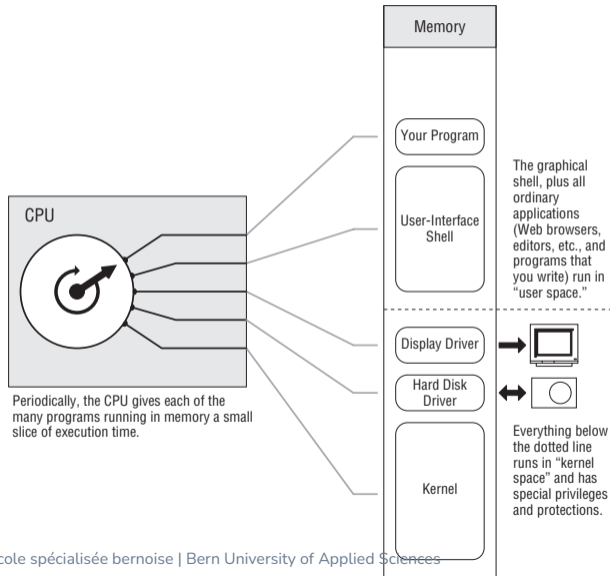 Memory
Your Program
User-Interface
Shell
The graphical
shell, plus all
ordinary
applications
(Web browsers,
editors, etc., and
programs that
you write) run in
“user space.”
CPU
Periodically, the CPU gives each of the
many programs running in memory a small
slice of execution time.
Display Driver
Hard Disk
Driver
Kernel
Everything below
the dotted line
runs in “kernel
space” and has
special privileges
and protections.
cole spécialisée bernoise | Bern University of Applied Sciences